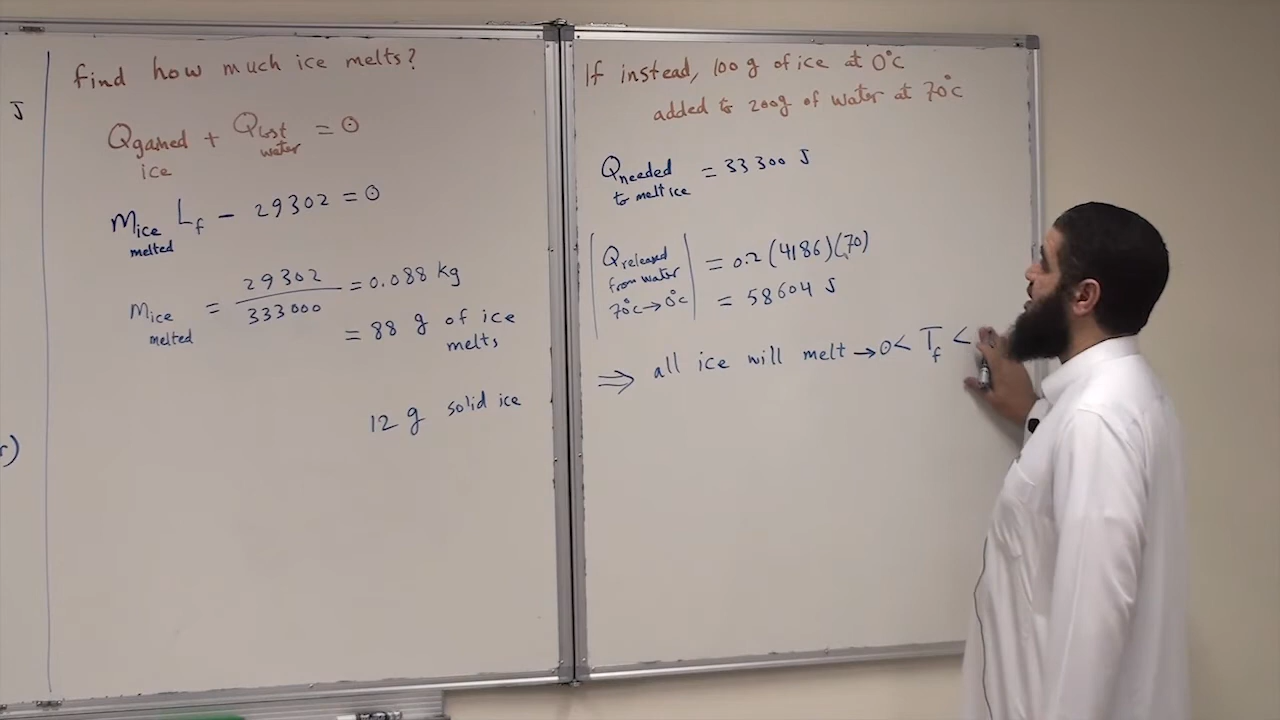 J
r)
find how much ice melts?
Qgained + Qlost = 0
ice water
mice Lf - 29302 = 0
melted
mice = 29302 / 333000 = 0.088 kg
melted
= 88 g of ice
melts
12 g solid ice
If instead, 100 g of ice at 0°C
added to 200g of water at 70°C
Qneeded = 33300 J
to melt ice
|Qreleased| = 0.2 (4186)(70)
from water
70°C → 0°C = 58604 J
⇒ all ice will melt → 0 < Tf <